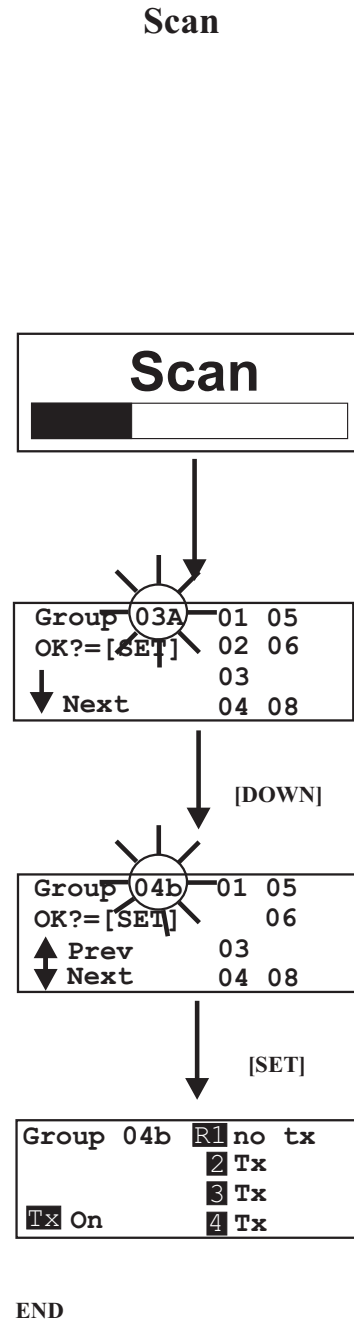 Scan
Scan
Group 03A 01 05
OK?=[SET] 02 06
03
Next 04 08
[DOWN]
Group 04b 01 05
OK?=[SET] 06
Prev 03
Next 04 08
[SET]
Group 04b R1 no tx
2 Tx
3 Tx
Tx On 4 Tx
END